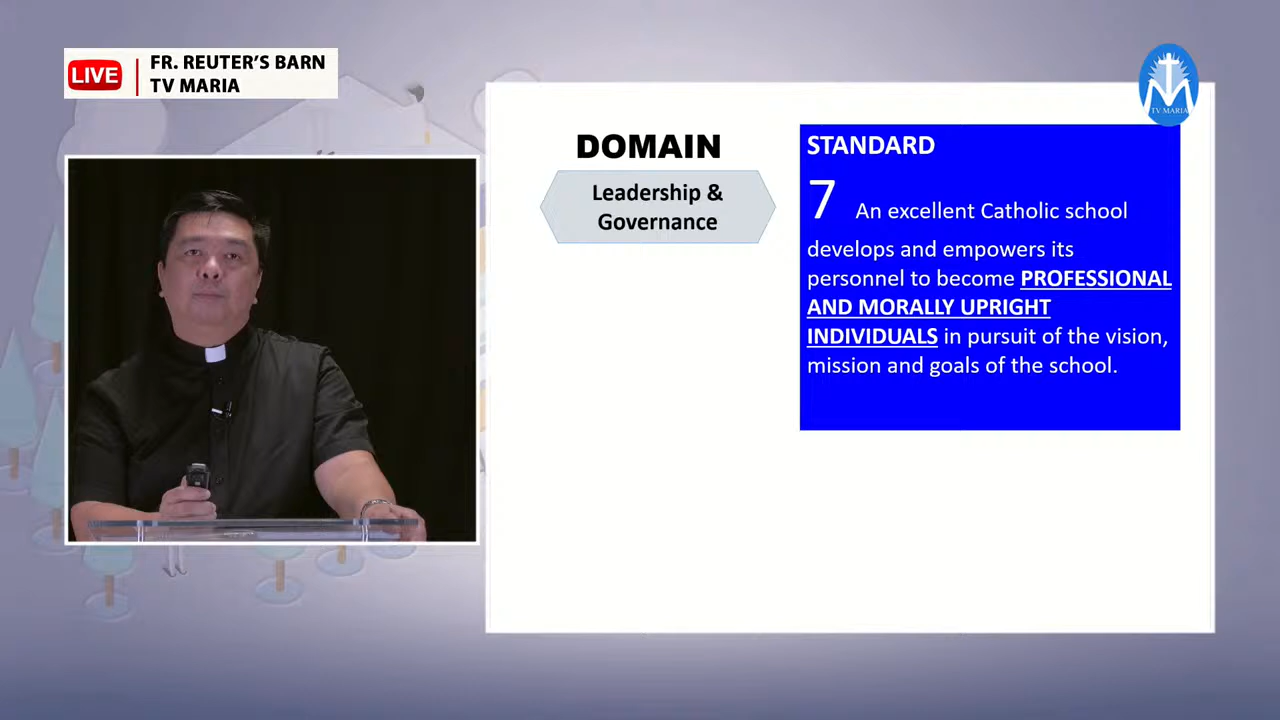 LIVE
FR. REUTER'S BARN
TV MARIA
TV MARIA
DOMAIN
Leadership &
Governance
STANDARD
7 An excellent Catholic school
develops and empowers its
personnel to become PROFESSIONAL
AND MORALLY UPRIGHT
INDIVIDUALS in pursuit of the vision,
mission and goals of the school.